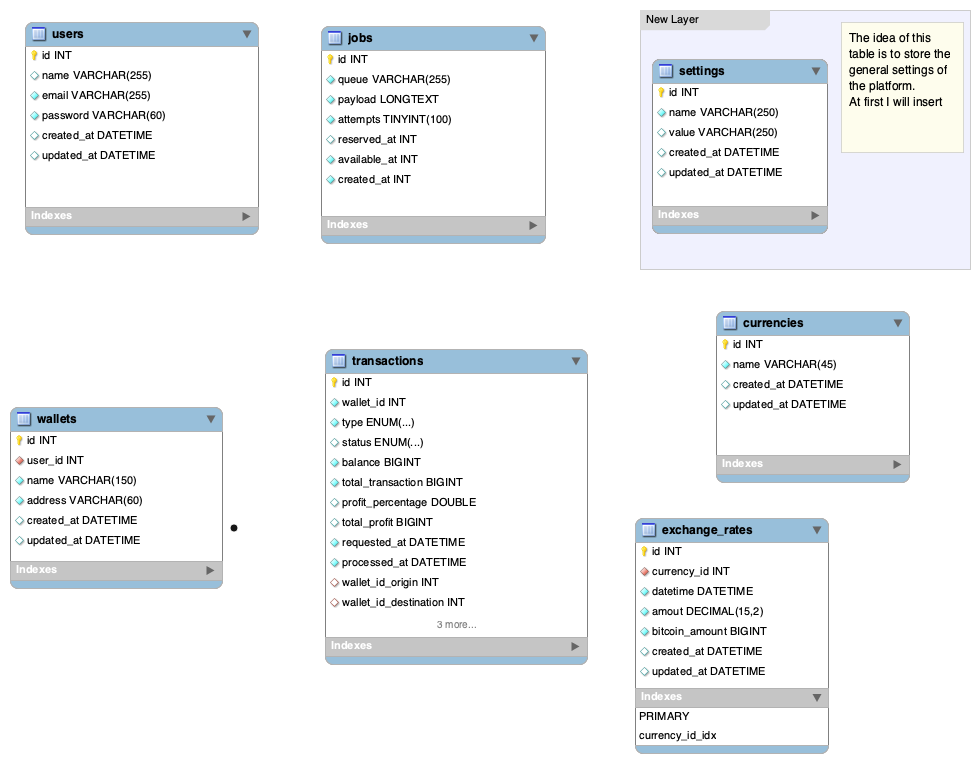 users
id INT
name VARCHAR(255)
email VARCHAR(255)
password VARCHAR(60)
created_at DATETIME
updated_at DATETIME
Indexes
jobs
id INT
queue VARCHAR(255)
payload LONGTEXT
attempts TINYINT(100)
reserved_at INT
available_at INT
created_at INT
Indexes
New Layer
settings
id INT
name VARCHAR(250)
value VARCHAR(250)
created_at DATETIME
updated_at DATETIME
Indexes
The idea of this
table is to store the
general settings of
the platform.
At first I will insert
wallets
id INT
user_id INT
name VARCHAR(150)
address VARCHAR(60)
created_at DATETIME
updated_at DATETIME
Indexes
transactions
id INT
wallet_id INT
type ENUM(...)
status ENUM(...)
balance BIGINT
total_transaction BIGINT
profit_percentage DOUBLE
total_profit BIGINT
requested_at DATETIME
processed_at DATETIME
wallet_id_origin INT
wallet_id_destination INT
3 more...
Indexes
currencies
id INT
name VARCHAR(45)
created_at DATETIME
updated_at DATETIME
Indexes
exchange_rates
id INT
currency_id INT
datetime DATETIME
amout DECIMAL(15,2)
bitcoin_amount BIGINT
created_at DATETIME
updated_at DATETIME
Indexes
PRIMARY
currency_id_idx